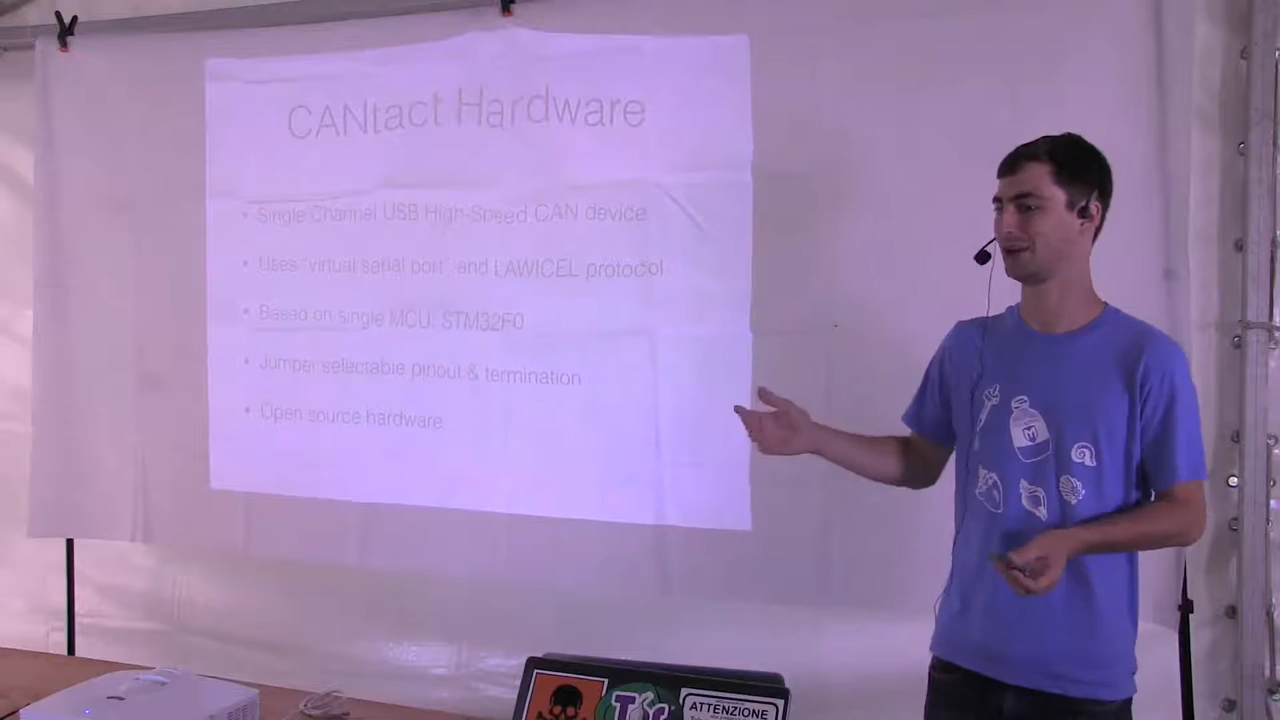 CANtact Hardware
• Single Channel USB High-Speed CAN device
• Uses "virtual serial port" and LAWICEL protocol
• Based on single MCU: STM32F0
• Jumper selectable pinout & termination
• Open source hardware
ATTENZIONE